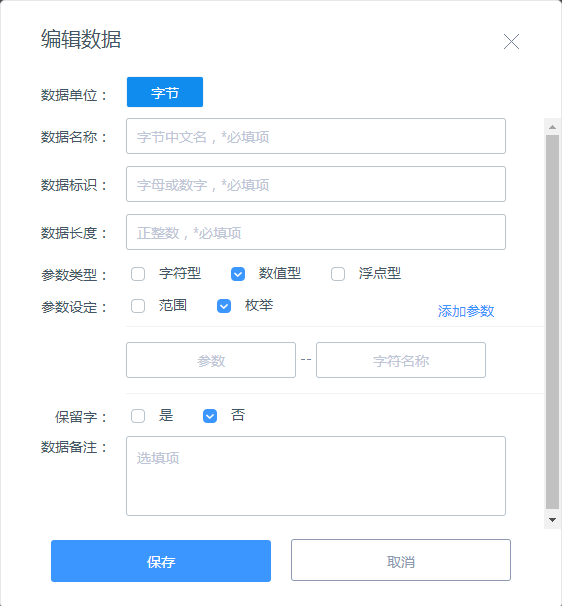 编辑数据
数据单位： 字节
数据名称： 字节中文名，*必填项
数据标识： 字母或数字，*必填项
数据长度： 正整数，*必填项
参数类型： 字符型 数值型 浮点型
参数设定： 范围 枚举 添加参数
参数 -- 字符名称
保留字： 是 否
数据备注： 选填项
保存 取消